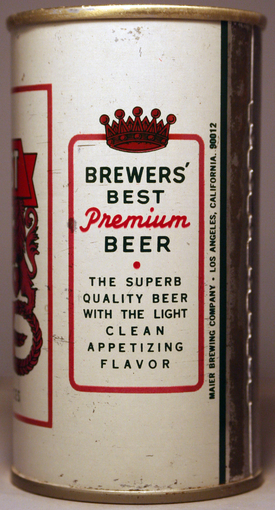 BREWERS'
BEST
Premium
BEER
THE SUPERB
QUALITY BEER
WITH THE LIGHT
CLEAN
APPETIZING
FLAVOR
MAIER BREWING COMPANY - LOS ANGELES, CALIFORNIA. 90012